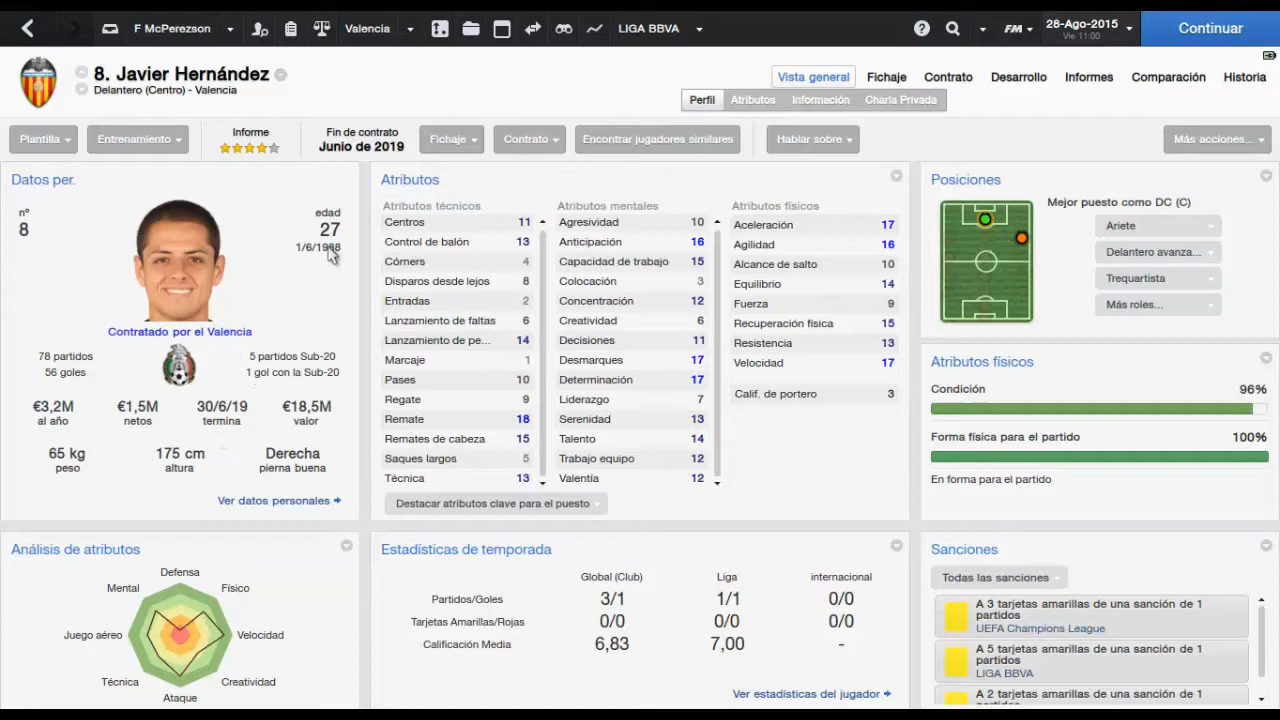 F McPerezson
Valencia
LIGA BBVA
FM
28-Ago-2015
Vie 11:00
Continuar
8. Javier Hernández
Delantero (Centro) - Valencia
Vista general
Fichaje
Contrato
Desarrollo
Informes
Comparación
Historia
Perfil
Atributos
Información
Charla Privada
Plantilla
Entrenamiento
Informe
Fin de contrato
Junio de 2019
Fichaje
Contrato
Encontrar jugadores similares
Hablar sobre
Más acciones...
Datos per.
nº
8
edad
27
1/6/1988
Contratado por el Valencia
78 partidos
56 goles
5 partidos Sub-20
1 gol con la Sub-20
€3,2M
al año
€1,5M
netos
30/6/19
termina
€18,5M
valor
65 kg
peso
175 cm
altura
Derecha
pierna buena
Ver datos personales
Atributos
Atributos técnicos
Centros 11
Control de balón 13
Córners 4
Disparos desde lejos 8
Entradas 2
Lanzamiento de faltas 6
Lanzamiento de pe... 14
Marcaje 1
Pases 10
Regate 9
Remate 18
Remates de cabeza 15
Saques largos 5
Técnica 13
Atributos mentales
Agresividad 10
Anticipación 16
Capacidad de trabajo 15
Colocación 3
Concentración 12
Creatividad 6
Decisiones 11
Desmarques 17
Determinación 17
Liderazgo 7
Serenidad 13
Talento 14
Trabajo equipo 12
Valentía 12
Atributos físicos
Aceleración 17
Agilidad 16
Alcance de salto 10
Equilibrio 14
Fuerza 9
Recuperación física 15
Resistencia 13
Velocidad 17
Calif. de portero 3
Destacar atributos clave para el puesto
Posiciones
Mejor puesto como DC (C)
Ariete
Delantero avanza...
Trequartista
Más roles...
Atributos físicos
Condición 96%
Forma física para el partido 100%
En forma para el partido
Análisis de atributos
Defensa
Físico
Velocidad
Creatividad
Ataque
Técnica
Juego aéreo
Mental
Estadísticas de temporada
Global (Club) Liga internacional
Partidos/Goles 3/1 1/1 0/0
Tarjetas Amarillas/Rojas 0/0 0/0 0/0
Calificación Media 6,83 7,00 -
Ver estadísticas del jugador
Sanciones
Todas las sanciones
A 3 tarjetas amarillas de una sanción de 1
partidos
UEFA Champions League
A 5 tarjetas amarillas de una sanción de 1
partidos
LIGA BBVA
A 2 tarjetas amarillas de una sanción de 1